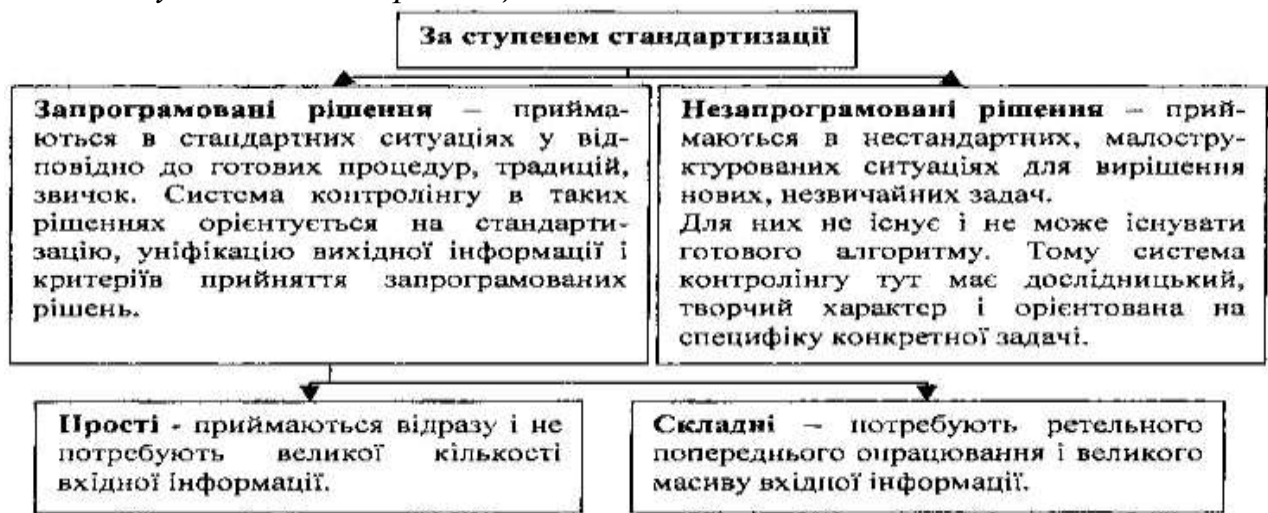 За ступенем стандартизації
Запрограмовані рішення – прийма-
ються в стандартних ситуаціях у від-
повідно до готових процедур, традицій,
звичок. Система контролінгу в таких
рішеннях орієнтується на стандарти-
зацію, уніфікацію вихідної інформації і
критеріїв прийняття запрограмованих
рішень.
Незапрограмовані рішення – прий-
маються в нестандартних, малостру-
ктурованих ситуаціях для вирішення
нових, незвичайних задач.
Для них не існує і не може існувати
готового алгоритму. Тому система
контролінгу тут має дослідницький,
творчий характер і орієнтована на
специфіку конкретної задачі.
Прості - приймаються відразу і не
потребують великої кількості
вхідної інформації.
Складні – потребують ретельного
попереднього опрацювання і великого
масиву вхідної інформації.